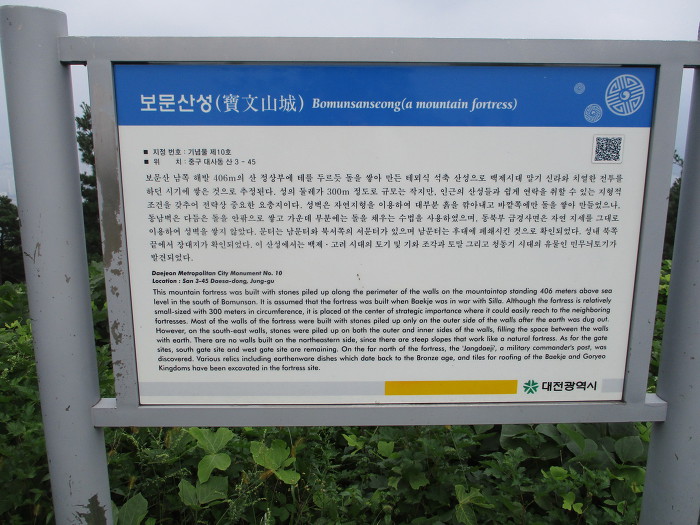 보문산성(寶文山城) Bomunsanseong(a mountain fortress)
■ 지정 번호 : 기념물 제10호
■ 위 치 : 중구 대사동 산 3 - 45
보문산 남쪽 해발 406m의 산 정상부에 테를 두르듯 돌을 쌓아 만든 테뫼식 석축 산성으로 백제시대 말기 신라와 치열한 전투를
하던 시기에 쌓은 것으로 추정된다. 성의 둘레가 300m 정도로 규모는 작지만, 인근의 산성들과 쉽게 연락을 취할 수 있는 지형적
조건을 갖추어 전략상 중요한 요충지이다. 성벽은 자연지형을 이용하여 대부분 흙을 깎아내고 바깥쪽에만 돌을 쌓아 만들었으나,
동남벽은 다듬은 돌을 안팎으로 쌓고 가운데 부분에는 돌을 채우는 수법을 사용하였으며, 동북부 급경사면은 자연 지세를 그대로
이용하여 성벽을 쌓지 않았다. 문터는 남문터와 북서쪽의 서문터가 있으며 남문터는 후대에 폐쇄시킨 것으로 확인되었다. 성내 북쪽
끝에서 장대지가 확인되었다. 이 산성에서는 백제·고려 시대의 토기 및 기와 조각과 토말 그리고 청동기 시대의 유물인 민무늬토기가
발견되었다.
Daejeon Metropolitan City Monument No. 10
Location : San 3-45 Daesa-dong, Jung-gu
This mountain fortress was built with stones piled up along the perimeter of the walls on the mountaintop standing 406 meters above sea
level in the south of Bomunsan. It is assumed that the fortress was built when Baekje was in war with Silla. Although the fortress is relatively
small-sized with 300 meters in circumference, it is placed at the center of strategic importance where it could easily reach to the neighboring
fortresses. Most of the walls of the fortress were built with stones piled up only on the outer side of the walls after the earth was dug out.
However, on the south-east walls, stones were piled up on both the outer and inner sides of the walls, filling the space between the walls
with earth. There are no walls built on the northeastern side, since there are steep slopes that work like a natural fortress. As for the gate
sites, south gate site and west gate site are remaining. On the far north of the fortress, the 'Jangdaeji', a military commander's post, was
discovered. Various relics including earthenware dishes which date back to the Bronze age, and tiles for roofing of the Baekje and Goryeo
Kingdoms have been excavated in the fortress site.
대전광역시